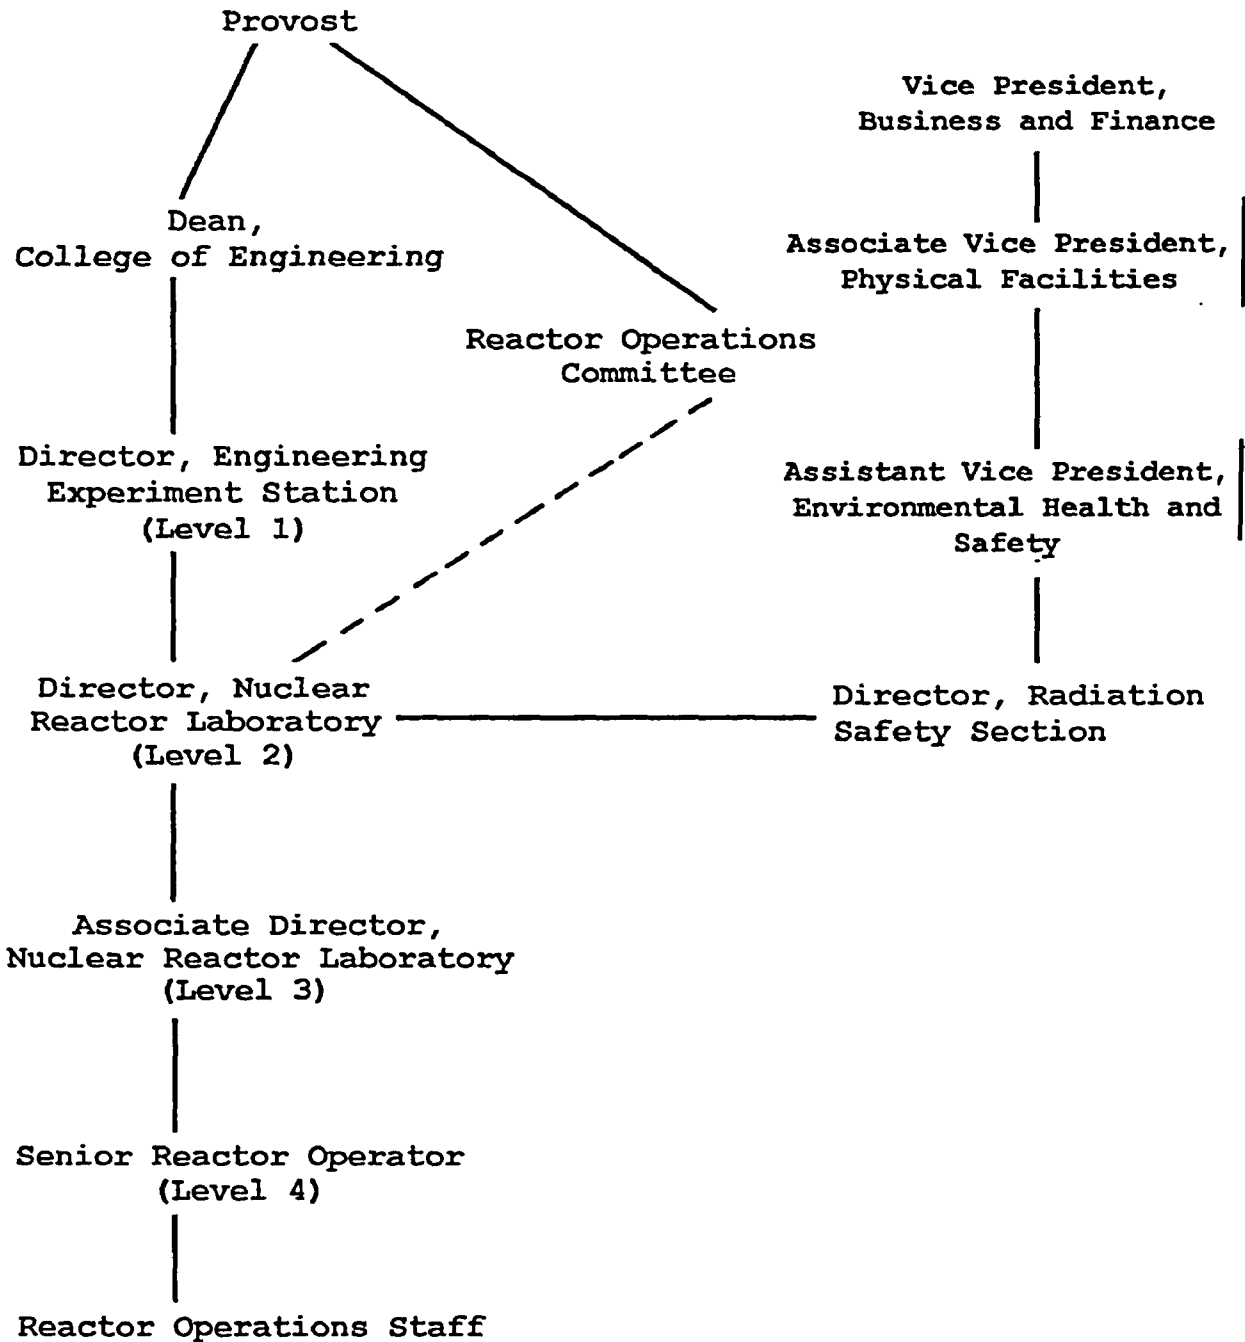 Provost
Vice President,
Business and Finance
Dean,
College of Engineering
Associate Vice President,
Physical Facilities
Reactor Operations
Committee
Director, Engineering
Experiment Station
(Level 1)
Assistant Vice President,
Environmental Health and
Safety
Director, Nuclear
Reactor Laboratory
(Level 2)
Director, Radiation
Safety Section
Associate Director,
Nuclear Reactor Laboratory
(Level 3)
Senior Reactor Operator
(Level 4)
Reactor Operations Staff